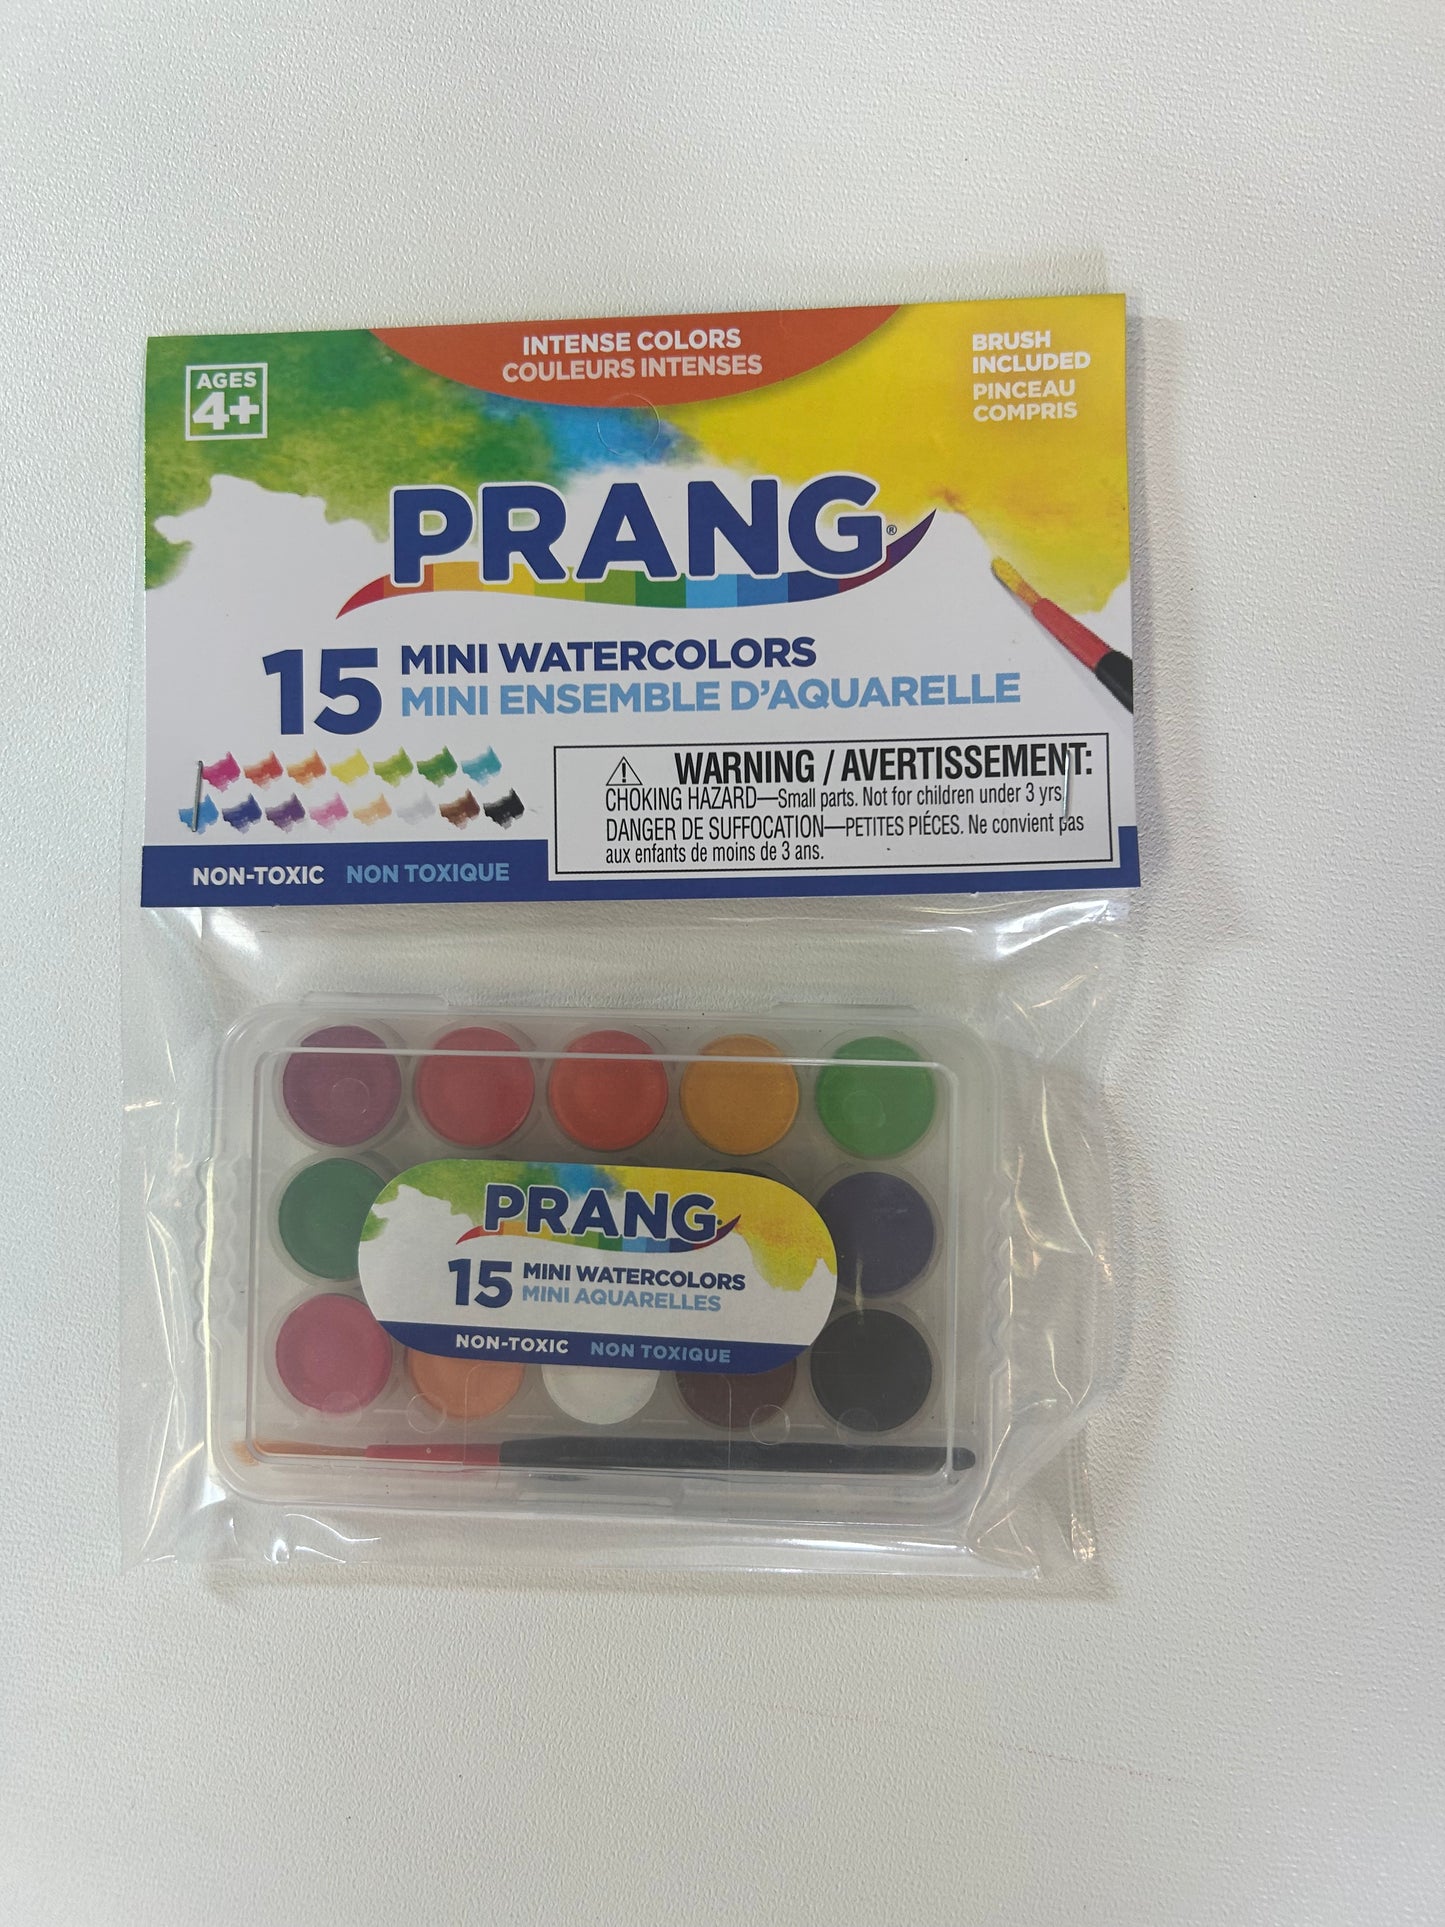 INTENSE COLORS
COULEURS INTENSES
BRUSH
INCLUDED
PINCEAU
COMPRIS
AGES
4+
PRANG®
15 MINI WATERCOLORS
MINI ENSEMBLE D'AQUARELLE
WARNING / AVERTISSEMENT:
CHOKING HAZARD—Small parts. Not for children under 3 yrs.
DANGER DE SUFFOCATION—PETITES PIÉCES. Ne convient pas
aux enfants de moins de 3 ans.
NON-TOXIC NON TOXIQUE
PRANG
15 MINI WATERCOLORS
MINI AQUARELLES
NON-TOXIC NON TOXIQUE